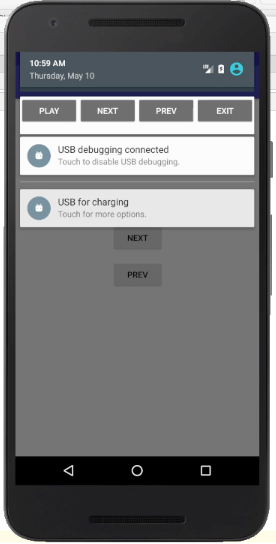 10:59 AM
Thursday, May 10
PLAY NEXT PREV EXIT
USB debugging connected
Touch to disable USB debugging.
USB for charging
Touch for more options.
NEXT
PREV